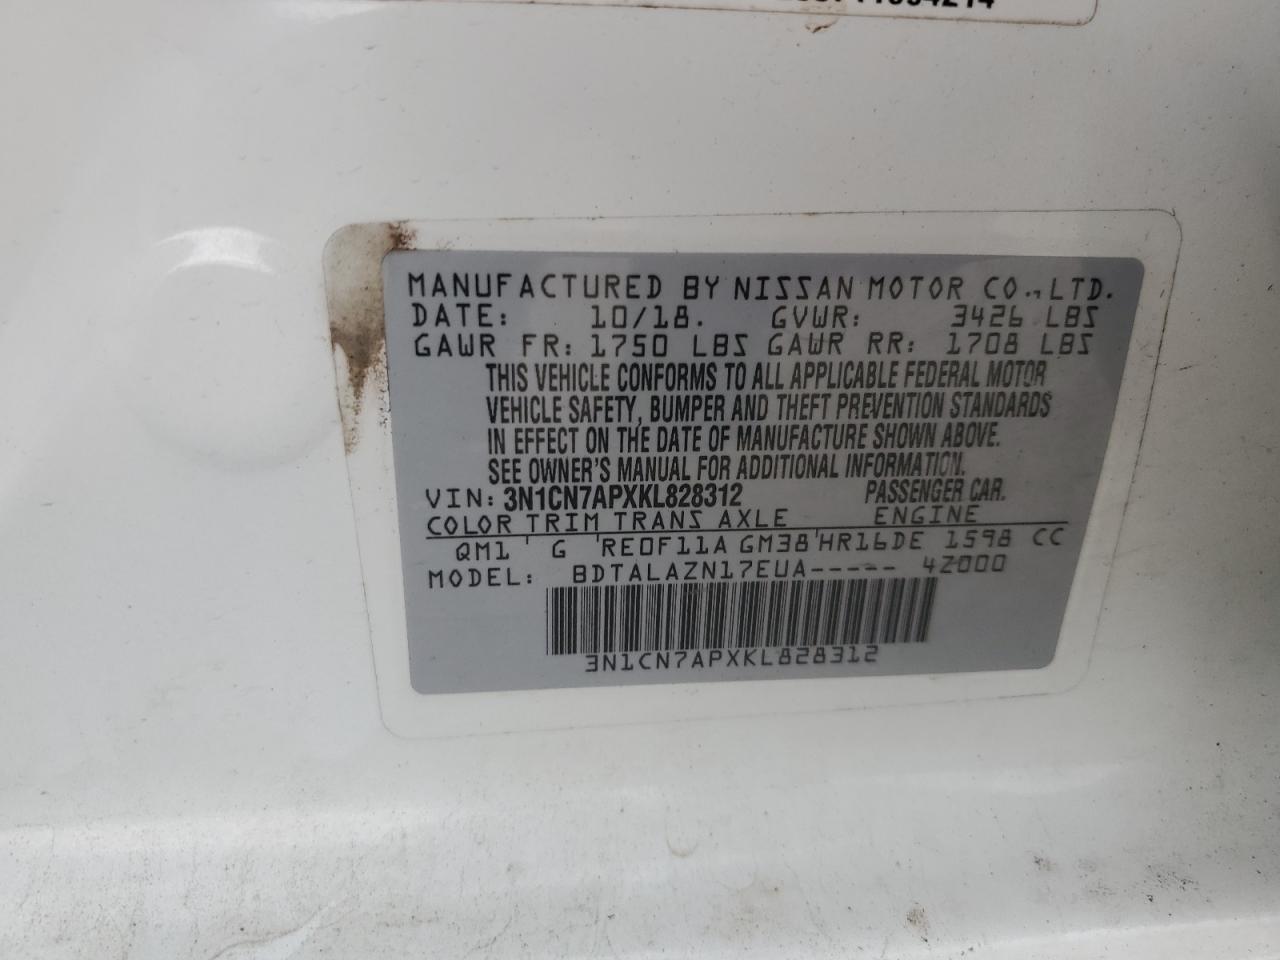 MANUFACTURED BY NISSAN MOTOR CO., LTD.
DATE: 10/18. GVWR: 3426 LBS
GAWR FR: 1750 LBS GAWR RR: 1708 LBS
THIS VEHICLE CONFORMS TO ALL APPLICABLE FEDERAL MOTOR
VEHICLE SAFETY, BUMPER AND THEFT PREVENTION STANDARDS
IN EFFECT ON THE DATE OF MANUFACTURE SHOWN ABOVE.
SEE OWNER'S MANUAL FOR ADDITIONAL INFORMATION.
VIN: 3N1CN7APXKL828312 PASSENGER CAR.
COLOR TRIM TRANS AXLE ENGINE
QM1 ' G 'RE0F11A GM38'HR16DE 1598 CC
MODEL: BDTALAZN17EUA----- 42000
3N1CN7APXKL828312